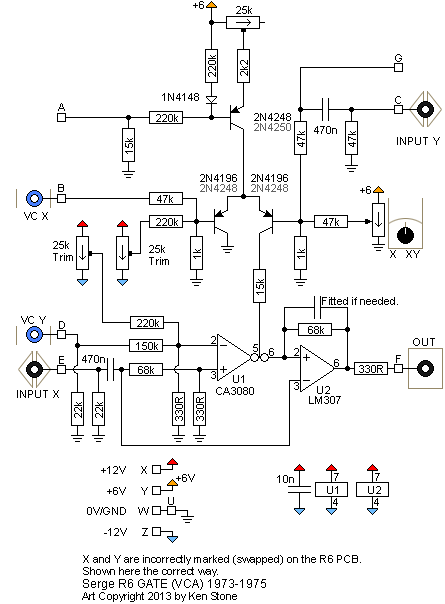 +6
25k
220k
2k2
1N4148
G
A
220k
2N4248
2N4250
C
470n
INPUT Y
15k
47k
47k
2N4196
2N4248
2N4196
2N4248
+6
B
47k
VC X
220k
47k
25k
Trim
25k
Trim
1k
1k
X XY
15k
Fitted if needed.
220k
VC Y
D
68k
150k
2
5
6
2
E
470n
3
6
F
OUT
INPUT X
68k
3
U1
CA3080
U2
LM307
330R
22k
22k
330R
330R
+12V X
+6V Y +6V
U
0V/GND W
-12V Z
10n
7
U1
4
7
U2
4
X and Y are incorrectly marked (swapped) on the R6 PCB.
Shown here the correct way.
Serge R6 GATE (VCA) 1973-1975
Art Copyright 2013 by Ken Stone